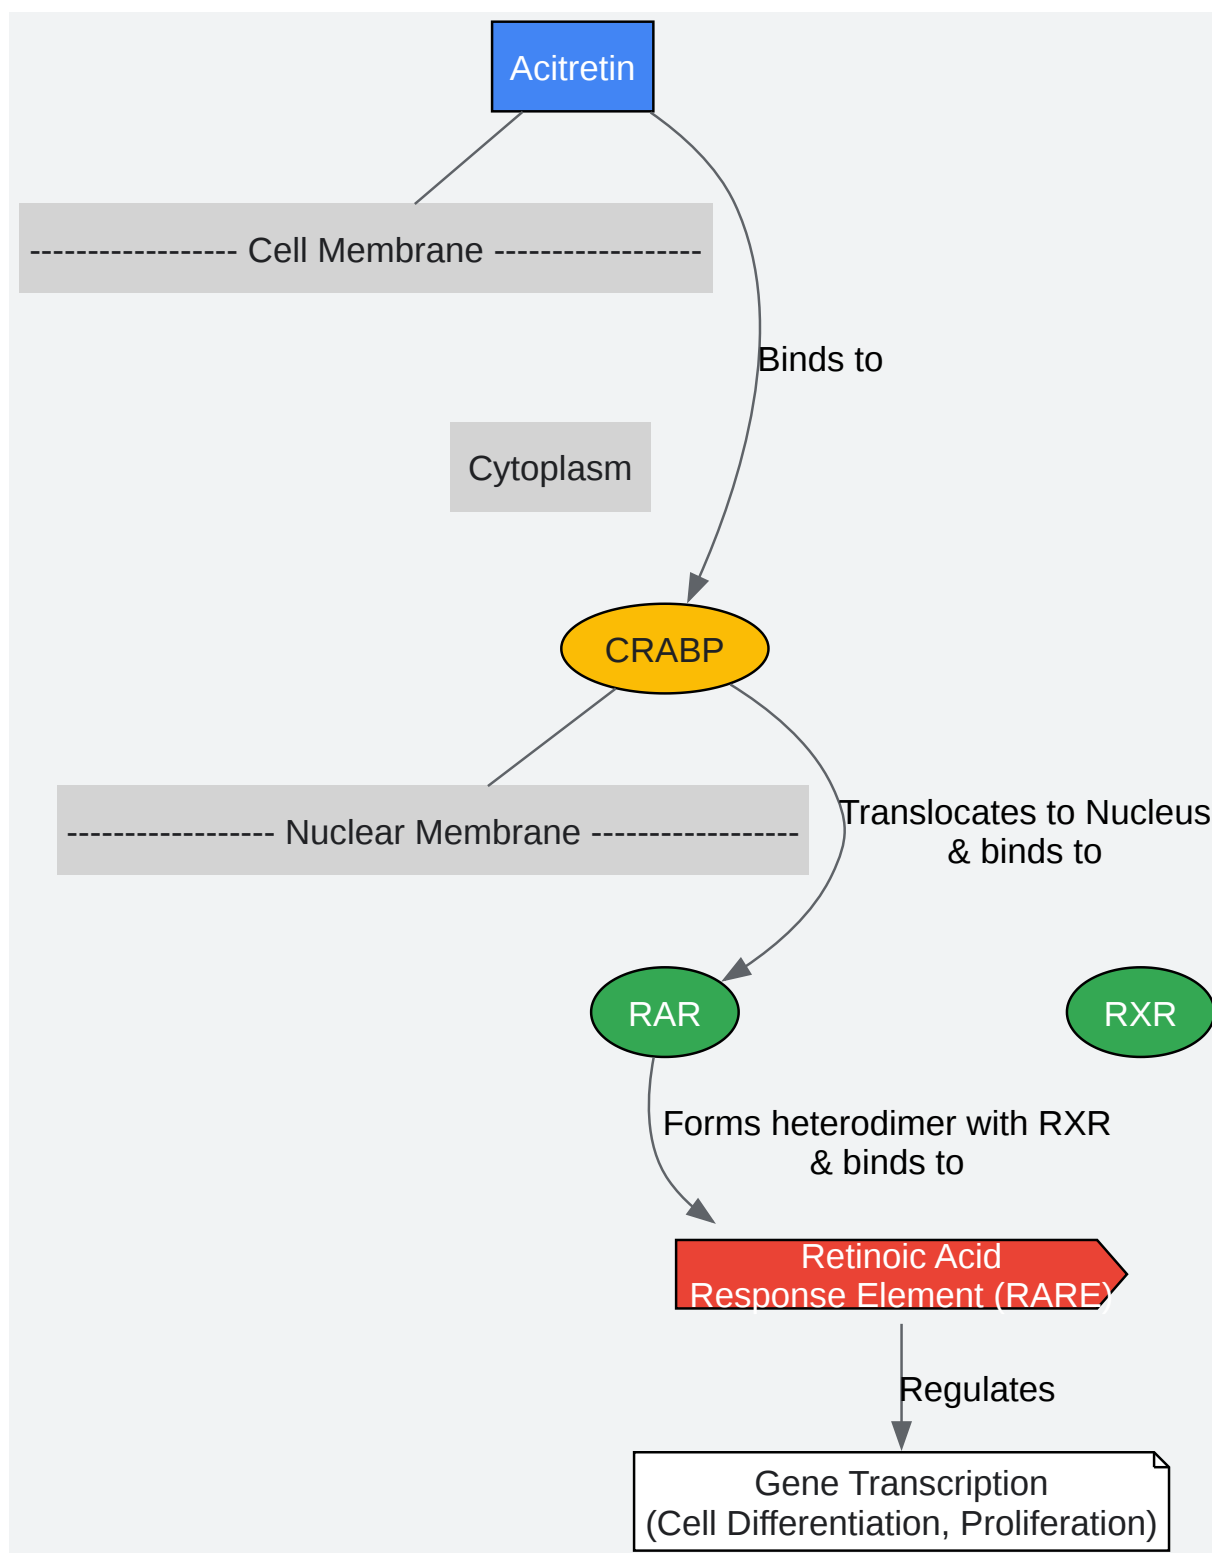 Acitretin
------------------ Cell Membrane ------------------
Binds to
Cytoplasm
CRABP
Translocates to Nucleus
& binds to
------------------ Nuclear Membrane ------------------
RAR
RXR
Forms heterodimer with RXR
& binds to
Retinoic Acid
Response Element (RARE)
Regulates
Gene Transcription
(Cell Differentiation, Proliferation)